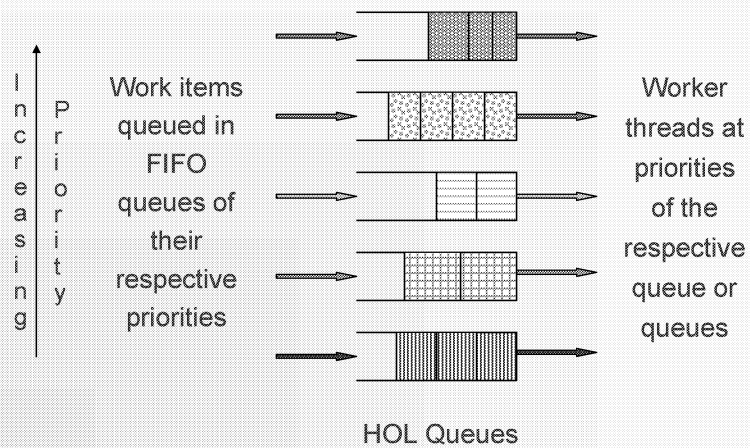 Increasing
Priority
Work items
queued in
FIFO
queues of
their
respective
priorities
Worker
threads at
priorities
of the
respective
queue or
queues
HOL Queues